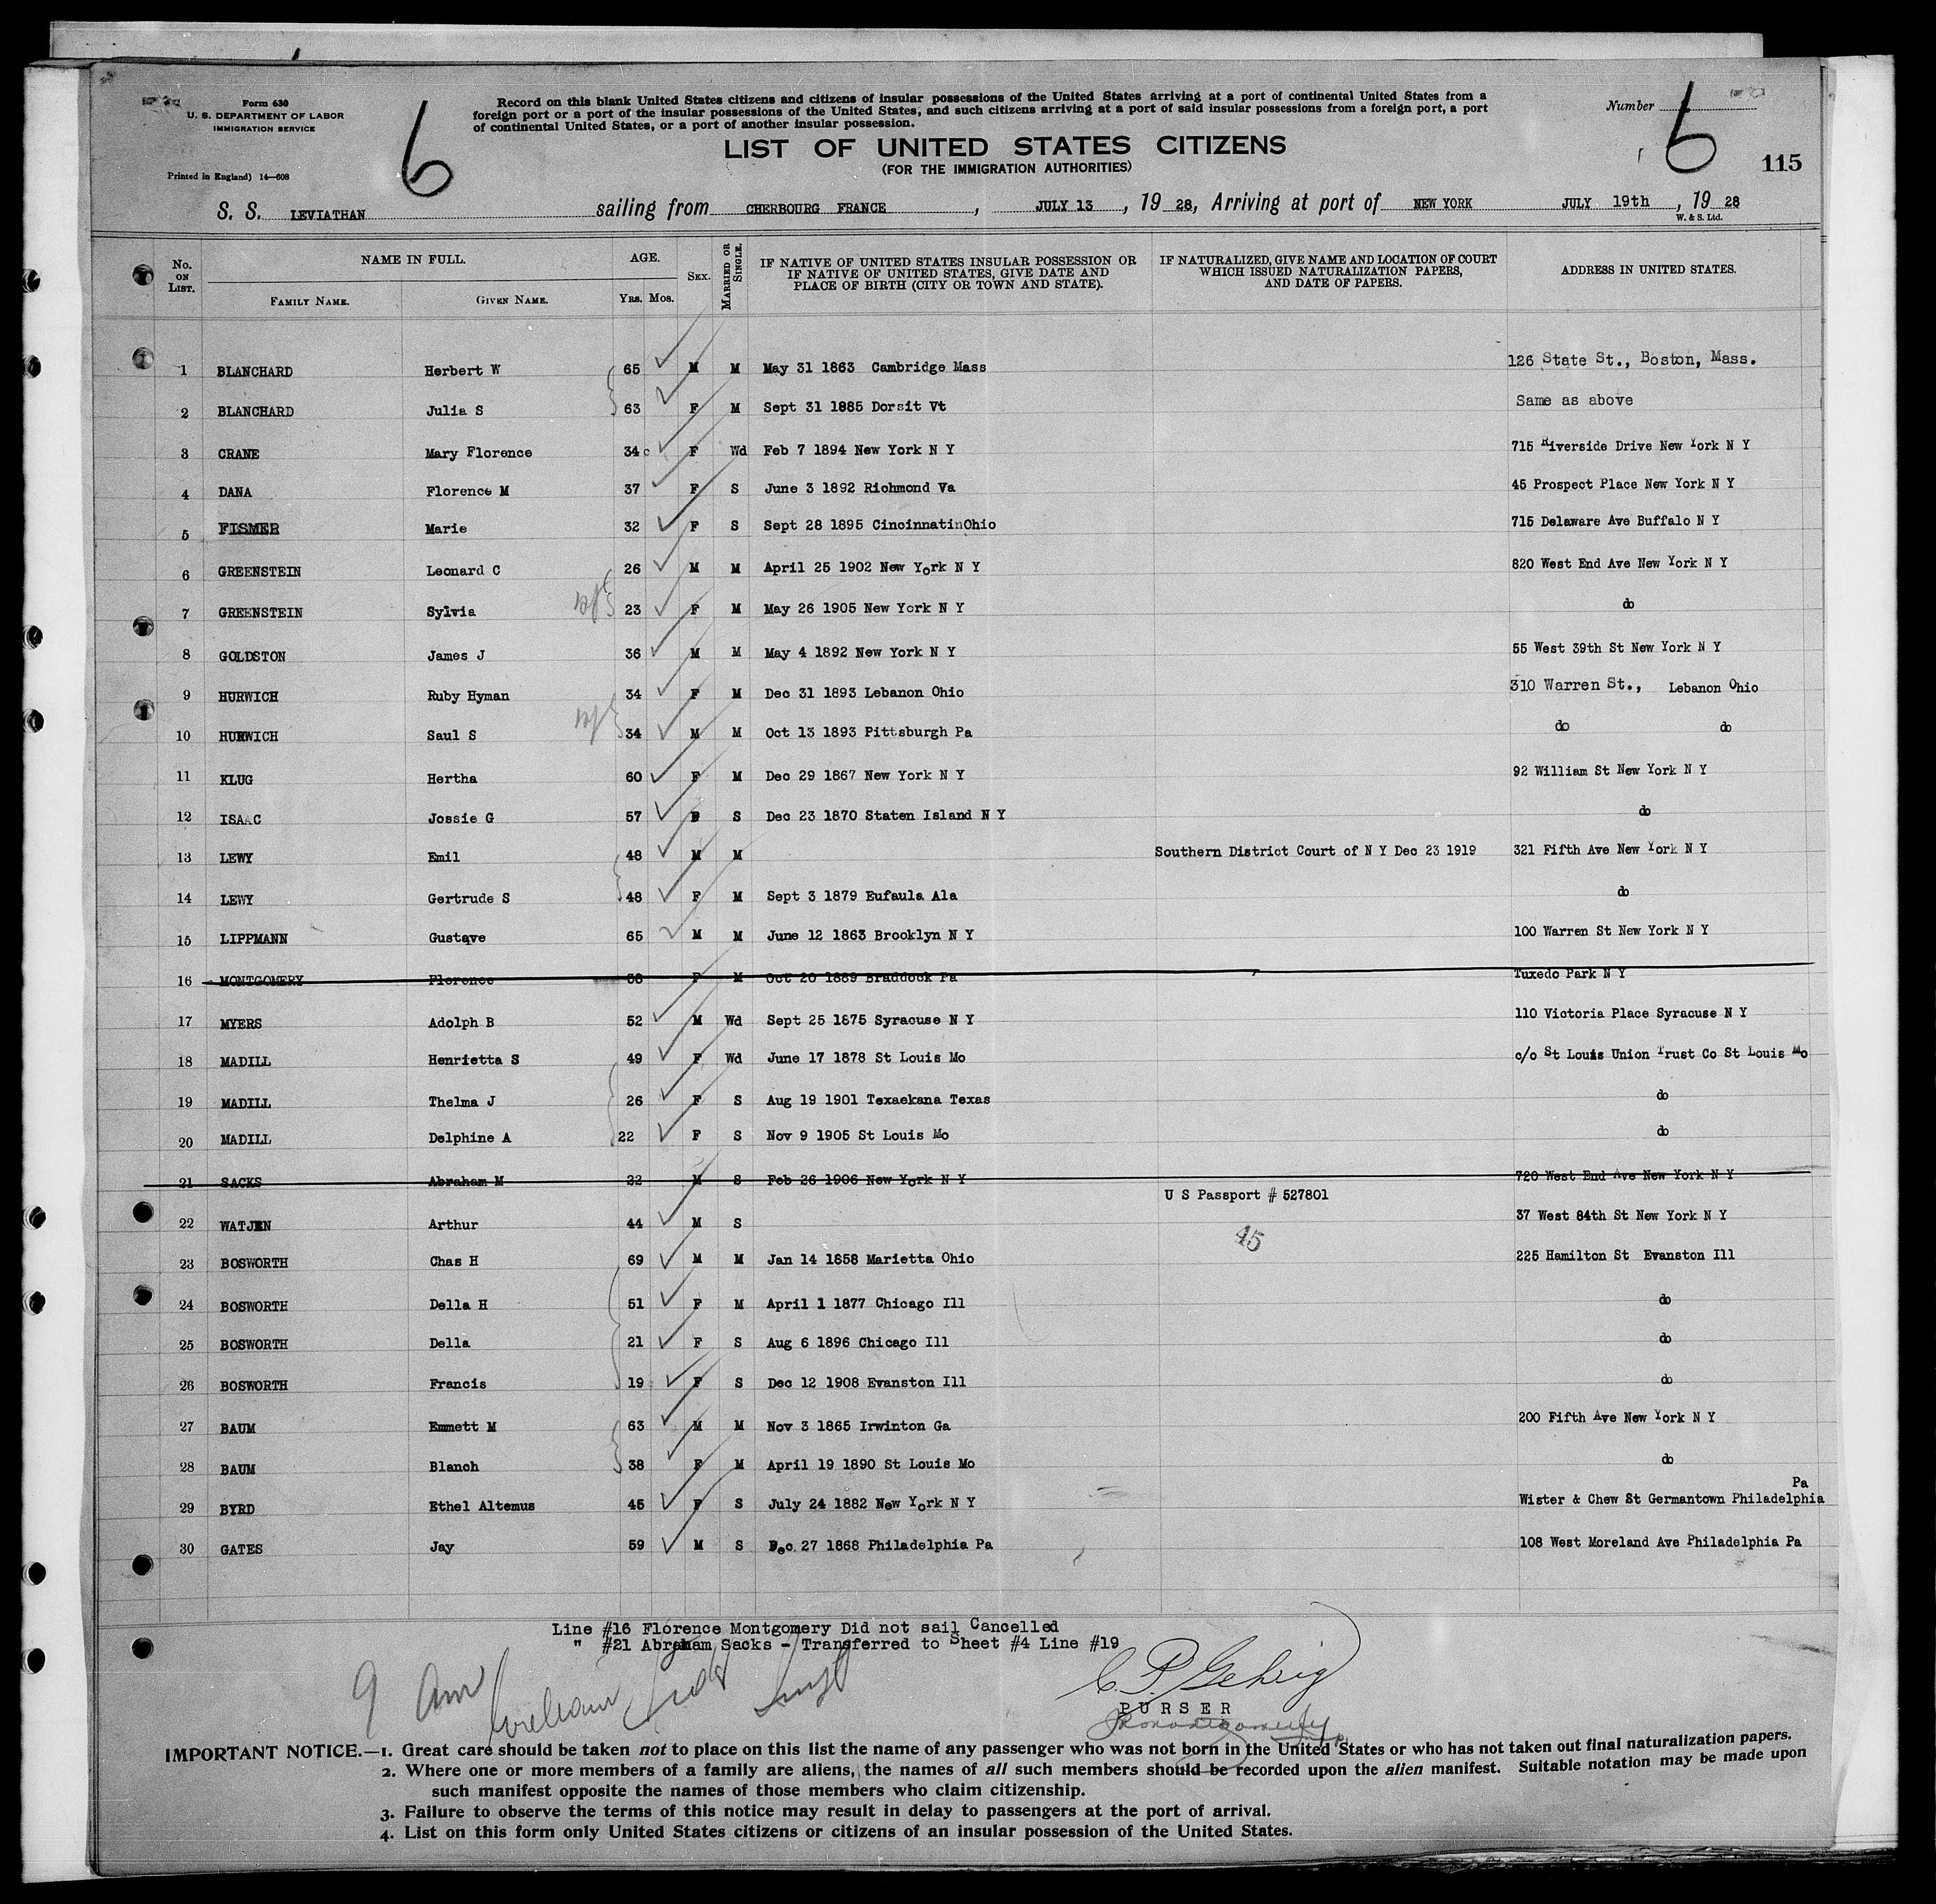 Form 630
U. S. DEPARTMENT OF LABOR
IMMIGRATION SERVICE
Printed in England) 14—608
6
Record on this blank United States citizens and citizens of insular possessions of the United States arriving at a port of continental United States from a
foreign port or a port of the insular possessions of the United States, and such citizens arriving at a port of said insular possessions from a foreign port, a port
of continental United States, or a port of another insular possession.
Number
6
115
LIST OF UNITED STATES CITIZENS
(FOR THE IMMIGRATION AUTHORITIES)
S. S. LEVIATHAN sailing from CHERBOURG FRANCE , JULY 13 , 19 28, Arriving at port of NEW YORK JULY 19th , 19 28
W. & S. Ltd.
No. ON LIST. NAME IN FULL. FAMILY NAME. GIVEN NAME. AGE. YRS. MOS. SEX. MARRIED OR SINGLE. IF NATIVE OF UNITED STATES INSULAR POSSESSION OR IF NATIVE OF UNITED STATES, GIVE DATE AND PLACE OF BIRTH (CITY OR TOWN AND STATE). IF NATURALIZED, GIVE NAME AND LOCATION OF COURT WHICH ISSUED NATURALIZATION PAPERS, AND DATE OF PAPERS. ADDRESS IN UNITED STATES.
1 BLANCHARD Herbert W 65 M M May 31 1863 Cambridge Mass 126 State St., Boston, Mass.
2 BLANCHARD Julia S 63 F M Sept 31 1885 Dorsit Vt Same as above
3 CRANE Mary Florence 34 F Wd Feb 7 1894 New York N Y 715 Riverside Drive New York N Y
4 DANA Florence M 37 F S June 3 1892 Richmond Va 45 Prospect Place New York N Y
5 FISMER Marie 32 F S Sept 28 1895 CincinnatinOhio 715 Delaware Ave Buffalo N Y
6 GREENSTEIN Leonard C 26 M M April 25 1902 New York N Y 820 West End Ave New York N Y
7 GREENSTEIN Sylvia 23 F M May 26 1905 New York N Y do
8 GOLDSTON James J 36 M M May 4 1892 New York N Y 55 West 39th St New York N Y
9 HURWICH Ruby Hyman 34 F M Dec 31 1893 Lebanon Ohio 310 Warren St., Lebanon Ohio
10 HURWICH Saul S 34 M M Oct 13 1893 Pittsburgh Pa do do
11 KLUG Hertha 60 F M Dec 29 1867 New York N Y 92 William St New York N Y
12 ISAAC Jossie G 57 S Dec 23 1870 Staten Island N Y do
13 LEWY Emil 48 M M Southern District Court of N Y Dec 23 1919 321 Fifth Ave New York N Y
14 LEWY Gertrude S 48 F M Sept 3 1879 Eufaula Ala do
15 LIPPMANN Gustave 65 M M June 12 1863 Brooklyn N Y 100 Warren St New York N Y
16 MONTGOMERY Florence 38 F M Oct 20 1889 Braddock Pa Tuxedo Park N Y
17 MYERS Adolph B 52 M Wd Sept 25 1875 Syracuse N Y 110 Victoria Place Syracuse N Y
18 MADILL Henrietta S 49 F Wd June 17 1878 St Louis Mo c/o St Louis Union Trust Co St Louis Mo
19 MADILL Thelma J 26 F S Aug 19 1901 Texaekana Texas do
20 MADILL Delphine A 22 F S Nov 9 1905 St Louis Mo do
21 SACKS Abraham M 22 M S Feb 26 1906 New York N Y 720 West End Ave New York N Y
22 WATJEN Arthur 44 M S U S Passport # 527801 37 West 84th St New York N Y
45
23 BOSWORTH Chas H 69 M M Jan 14 1858 Marietta Ohio 225 Hamilton St Evanston Ill
24 BOSWORTH Della H 51 F M April 1 1877 Chicago Ill do
25 BOSWORTH Della 21 F S Aug 6 1896 Chicago Ill do
26 BOSWORTH Francis 19 F S Dec 12 1908 Evanston Ill do
27 BAUM Emmett M 63 M M Nov 3 1865 Irwinton Ga 200 Fifth Ave New York N Y
28 BAUM Blanch 38 F M April 19 1890 St Louis Mo do
29 BYRD Ethel Altemus 45 F S July 24 1882 New York N Y Wister & Chew St Germantown Philadelphia Pa
30 GATES Jay 59 M S Dec 27 1868 Philadelphia Pa 108 West Moreland Ave Philadelphia Pa
Line #16 Florence Montgomery Did not sail Cancelled
" #21 Abraham Sacks - Transferred to Sheet #4 Line #19
9 am
C. P. Gehrig
PURSER
IMPORTANT NOTICE.—1. Great care should be taken not to place on this list the name of any passenger who was not born in the United States or who has not taken out final naturalization papers.
2. Where one or more members of a family are aliens, the names of all such members should be recorded upon the alien manifest. Suitable notation may be made upon
such manifest opposite the names of those members who claim citizenship.
3. Failure to observe the terms of this notice may result in delay to passengers at the port of arrival.
4. List on this form only United States citizens or citizens of an insular possession of the United States.